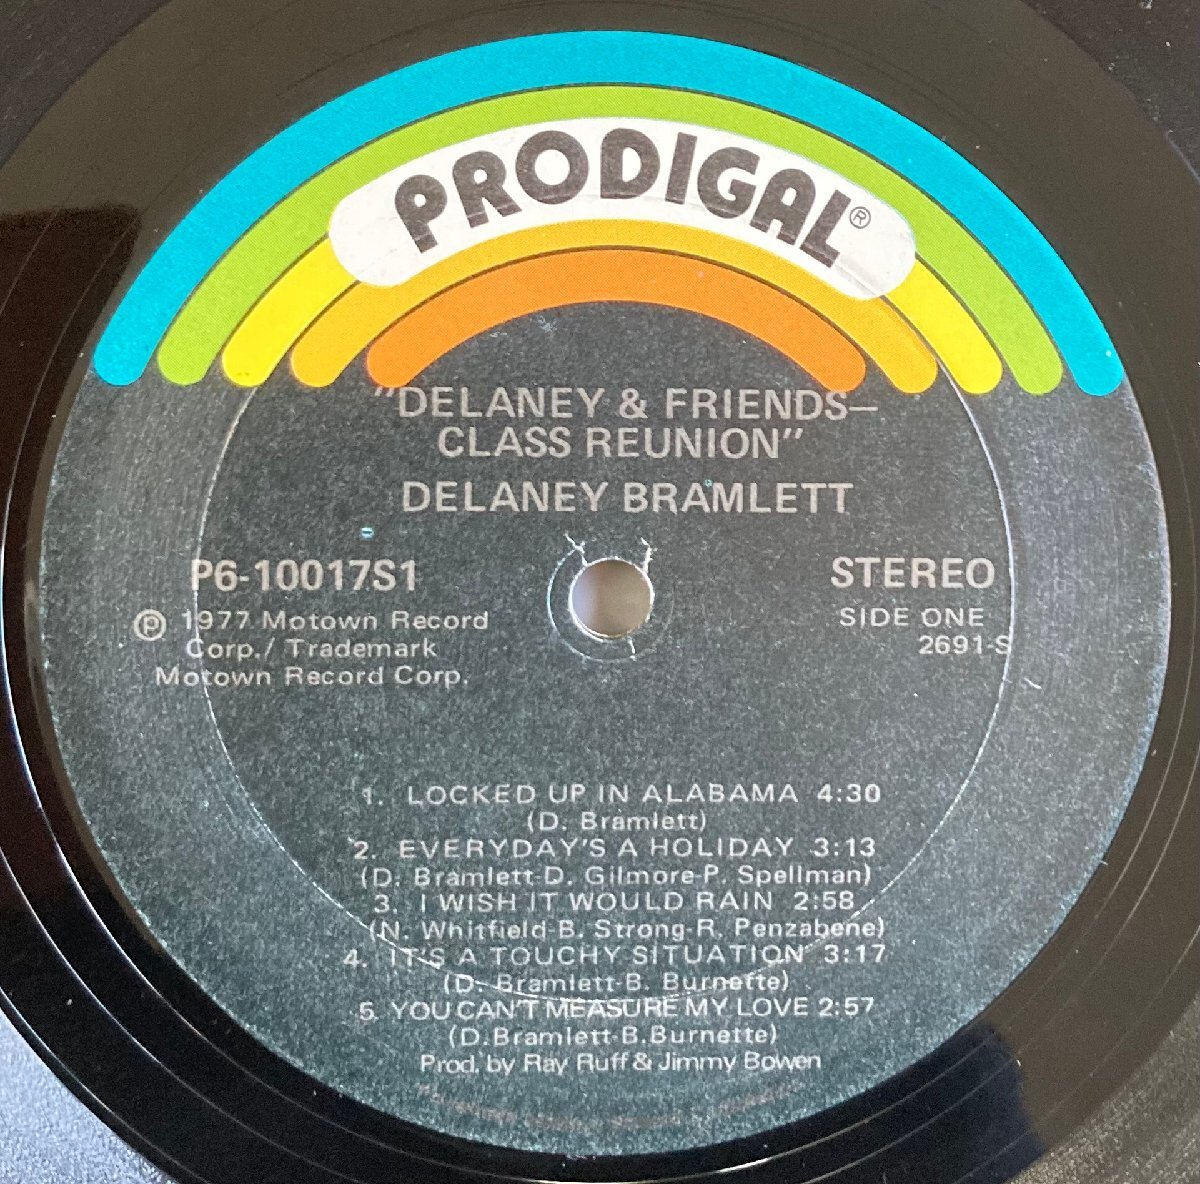 PRODIGAL®
"DELANEY & FRIENDS—
CLASS REUNION"
DELANEY BRAMLETT
P6-10017S1
℗ 1977 Motown Record
Corp./ Trademark
Motown Record Corp.
STEREO
SIDE ONE
2691-S
1. LOCKED UP IN ALABAMA 4:30
(D. Bramlett)
2. EVERYDAY'S A HOLIDAY 3:13
(D. Bramlett-D. Gilmore-P. Spellman)
3. I WISH IT WOULD RAIN 2:58
(N. Whitfield-B. Strong-R. Penzabene)
4. IT'S A TOUCHY SITUATION 3:17
(D. Bramlett-B. Burnette)
5. YOU CAN'T MEASURE MY LOVE 2:57
(D.Bramlett-B.Burnette)
Prod. by Ray Ruff & Jimmy Bowen